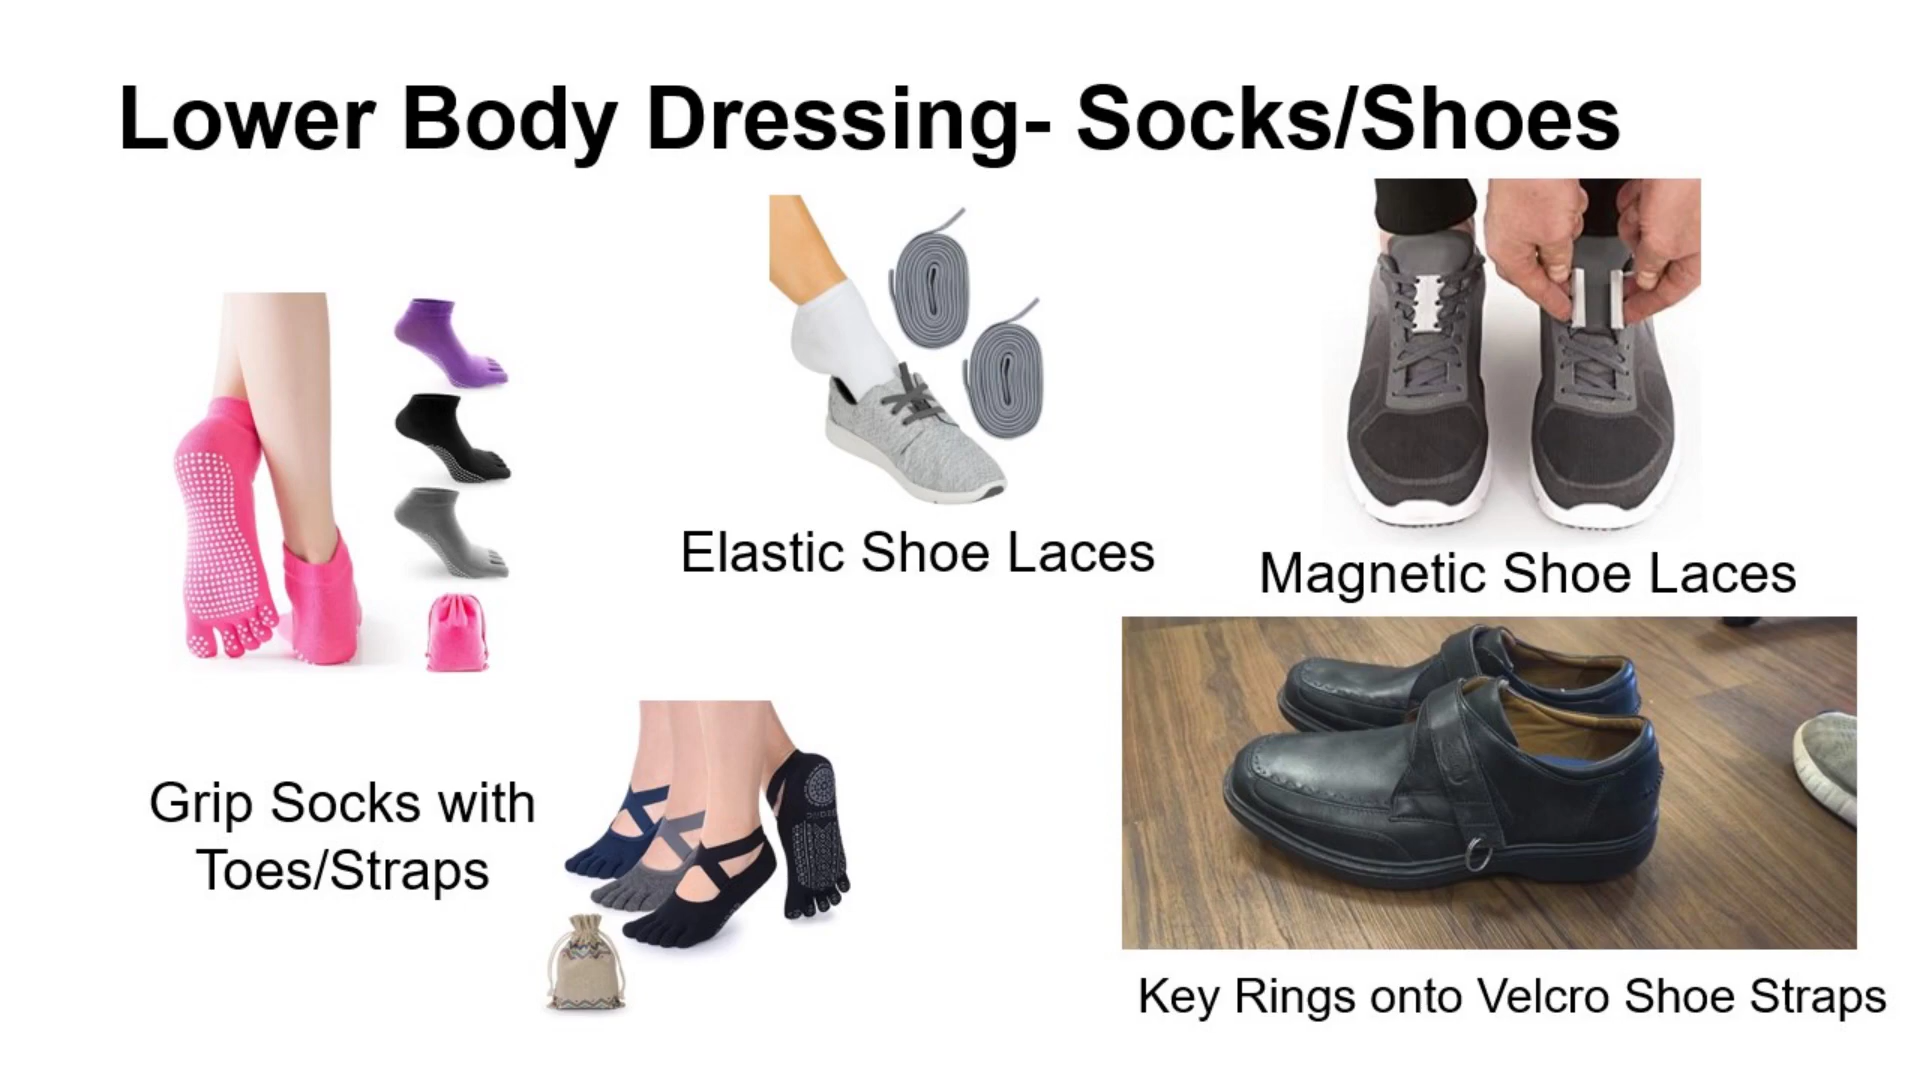 Lower Body Dressing- Socks/Shoes
Elastic Shoe Laces
Magnetic Shoe Laces
Grip Socks with
Toes/Straps
Key Rings onto Velcro Shoe Straps